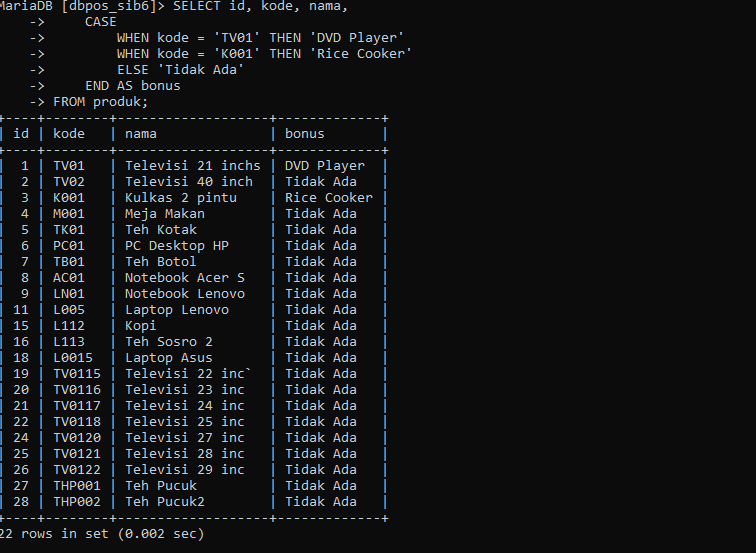 MariaDB [dbpos_sib6]> SELECT id, kode, nama,
    ->     CASE
    ->         WHEN kode = 'TV01' THEN 'DVD Player'
    ->         WHEN kode = 'K001' THEN 'Rice Cooker'
    ->         ELSE 'Tidak Ada'
    ->     END AS bonus
    -> FROM produk;
+----+--------+-------------------+-------------+
| id | kode   | nama              | bonus       |
+----+--------+-------------------+-------------+
|  1 | TV01   | Televisi 21 inchs | DVD Player  |
|  2 | TV02   | Televisi 40 inch  | Tidak Ada   |
|  3 | K001   | Kulkas 2 pintu    | Rice Cooker |
|  4 | M001   | Meja Makan        | Tidak Ada   |
|  5 | TK01   | Teh Kotak         | Tidak Ada   |
|  6 | PC01   | PC Desktop HP     | Tidak Ada   |
|  7 | TB01   | Teh Botol         | Tidak Ada   |
|  8 | AC01   | Notebook Acer S   | Tidak Ada   |
|  9 | LN01   | Notebook Lenovo   | Tidak Ada   |
| 11 | L005   | Laptop Lenovo     | Tidak Ada   |
| 15 | L112   | Kopi              | Tidak Ada   |
| 16 | L113   | Teh Sosro 2       | Tidak Ada   |
| 18 | L0015  | Laptop Asus       | Tidak Ada   |
| 19 | TV0115 | Televisi 22 inc`  | Tidak Ada   |
| 20 | TV0116 | Televisi 23 inc   | Tidak Ada   |
| 21 | TV0117 | Televisi 24 inc   | Tidak Ada   |
| 22 | TV0118 | Televisi 25 inc   | Tidak Ada   |
| 24 | TV0120 | Televisi 27 inc   | Tidak Ada   |
| 25 | TV0121 | Televisi 28 inc   | Tidak Ada   |
| 26 | TV0122 | Televisi 29 inc   | Tidak Ada   |
| 27 | THP001 | Teh Pucuk         | Tidak Ada   |
| 28 | THP002 | Teh Pucuk2        | Tidak Ada   |
+----+--------+-------------------+-------------+
22 rows in set (0.002 sec)